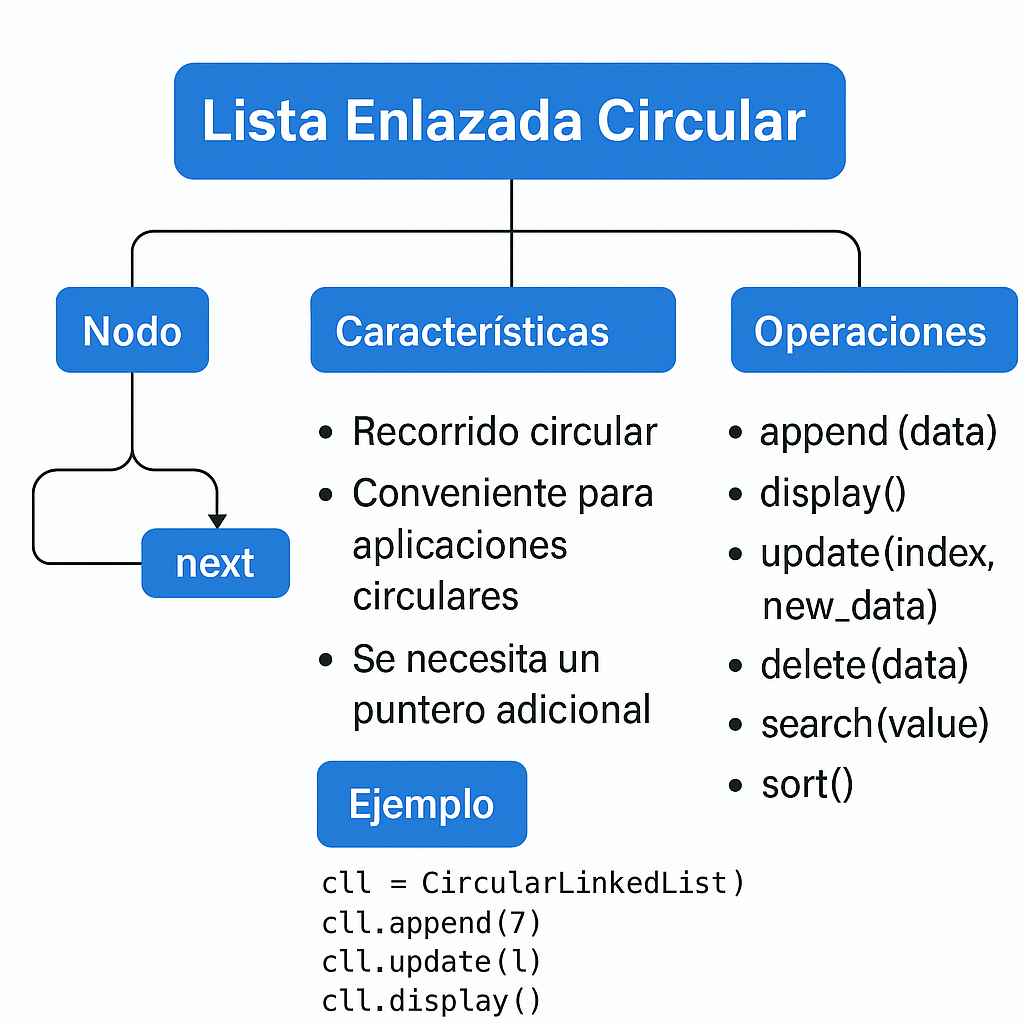 Lista Enlazada Circular
Nodo
next
Características
• Recorrido circular
• Conveniente para
aplicaciones
circulares
• Se necesita un
puntero adicional
Operaciones
• append (data)
• display()
• update(index,
new_data)
• delete(data)
• search(value)
• sort()
Ejemplo
cll = CircularLinkedList)
cll.append(7)
cll.update(l)
cll.display()